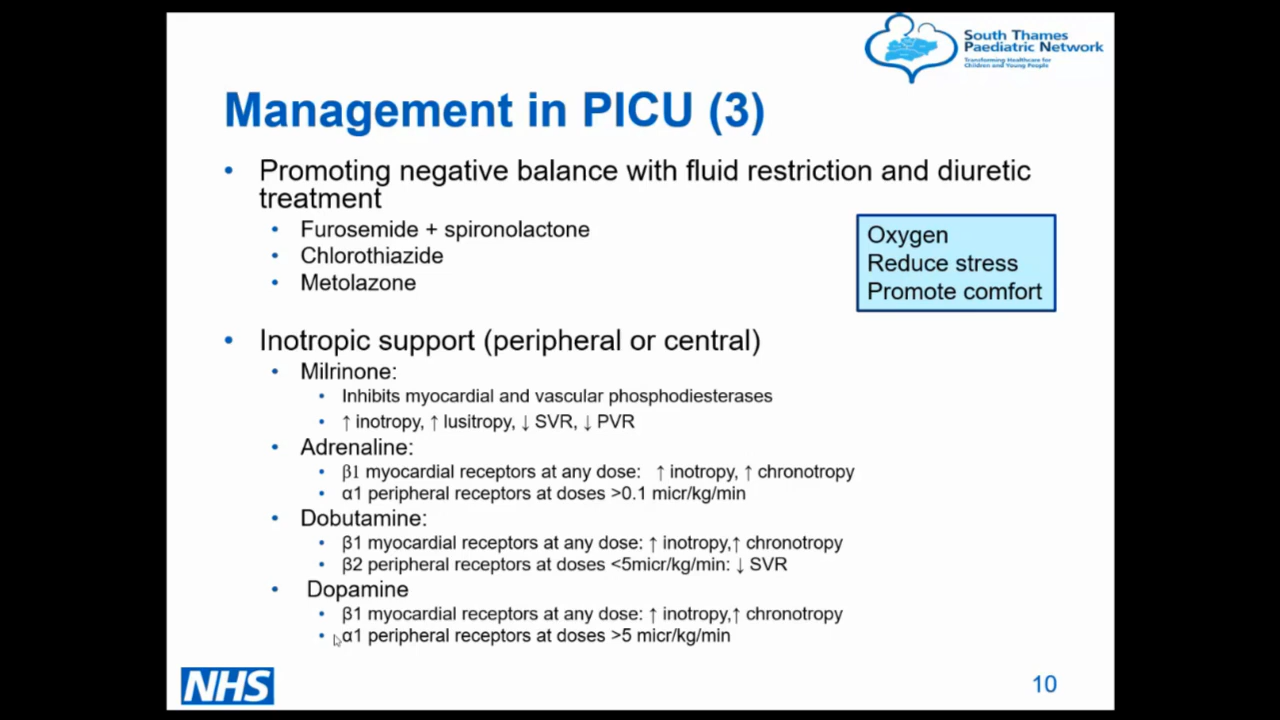 South Thames
Paediatric Network
Transforming Healthcare for
Children and Young People
Management in PICU (3)
• Promoting negative balance with fluid restriction and diuretic
treatment
• Furosemide + spironolactone
• Chlorothiazide
• Metolazone
Oxygen
Reduce stress
Promote comfort
• Inotropic support (peripheral or central)
• Milrinone:
• Inhibits myocardial and vascular phosphodiesterases
• ↑ inotropy, ↑ lusitropy, ↓ SVR, ↓ PVR
• Adrenaline:
• β1 myocardial receptors at any dose: ↑ inotropy, ↑ chronotropy
• α1 peripheral receptors at doses >0.1 micr/kg/min
• Dobutamine:
• β1 myocardial receptors at any dose: ↑ inotropy,↑ chronotropy
• β2 peripheral receptors at doses <5micr/kg/min: ↓ SVR
• Dopamine
• β1 myocardial receptors at any dose: ↑ inotropy,↑ chronotropy
• α1 peripheral receptors at doses >5 micr/kg/min
NHS
10